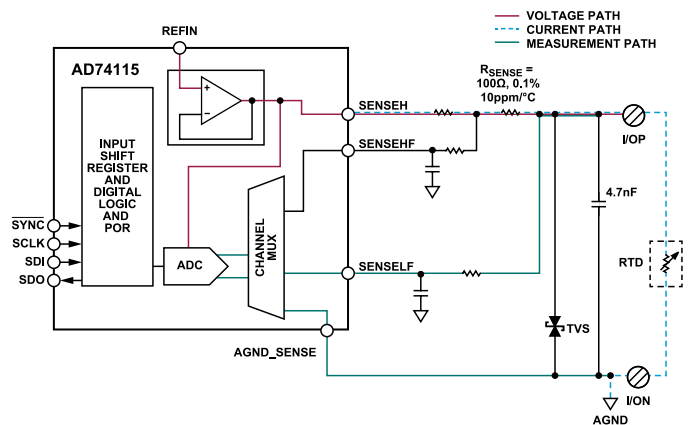 REFIN
VOLTAGE PATH
CURRENT PATH
MEASUREMENT PATH
AD74115
RSENSE =
100Ω, 0.1%
10ppm/°C
+
−
SENSEH
I/OP
INPUT
SHIFT
REGISTER
AND
DIGITAL
LOGIC
AND
POR
SENSEHF
4.7nF
SYNC
SCLK
SDI
SDO
ADC
CHANNEL
MUX
SENSELF
RTD
TVS
AGND_SENSE
I/ON
AGND